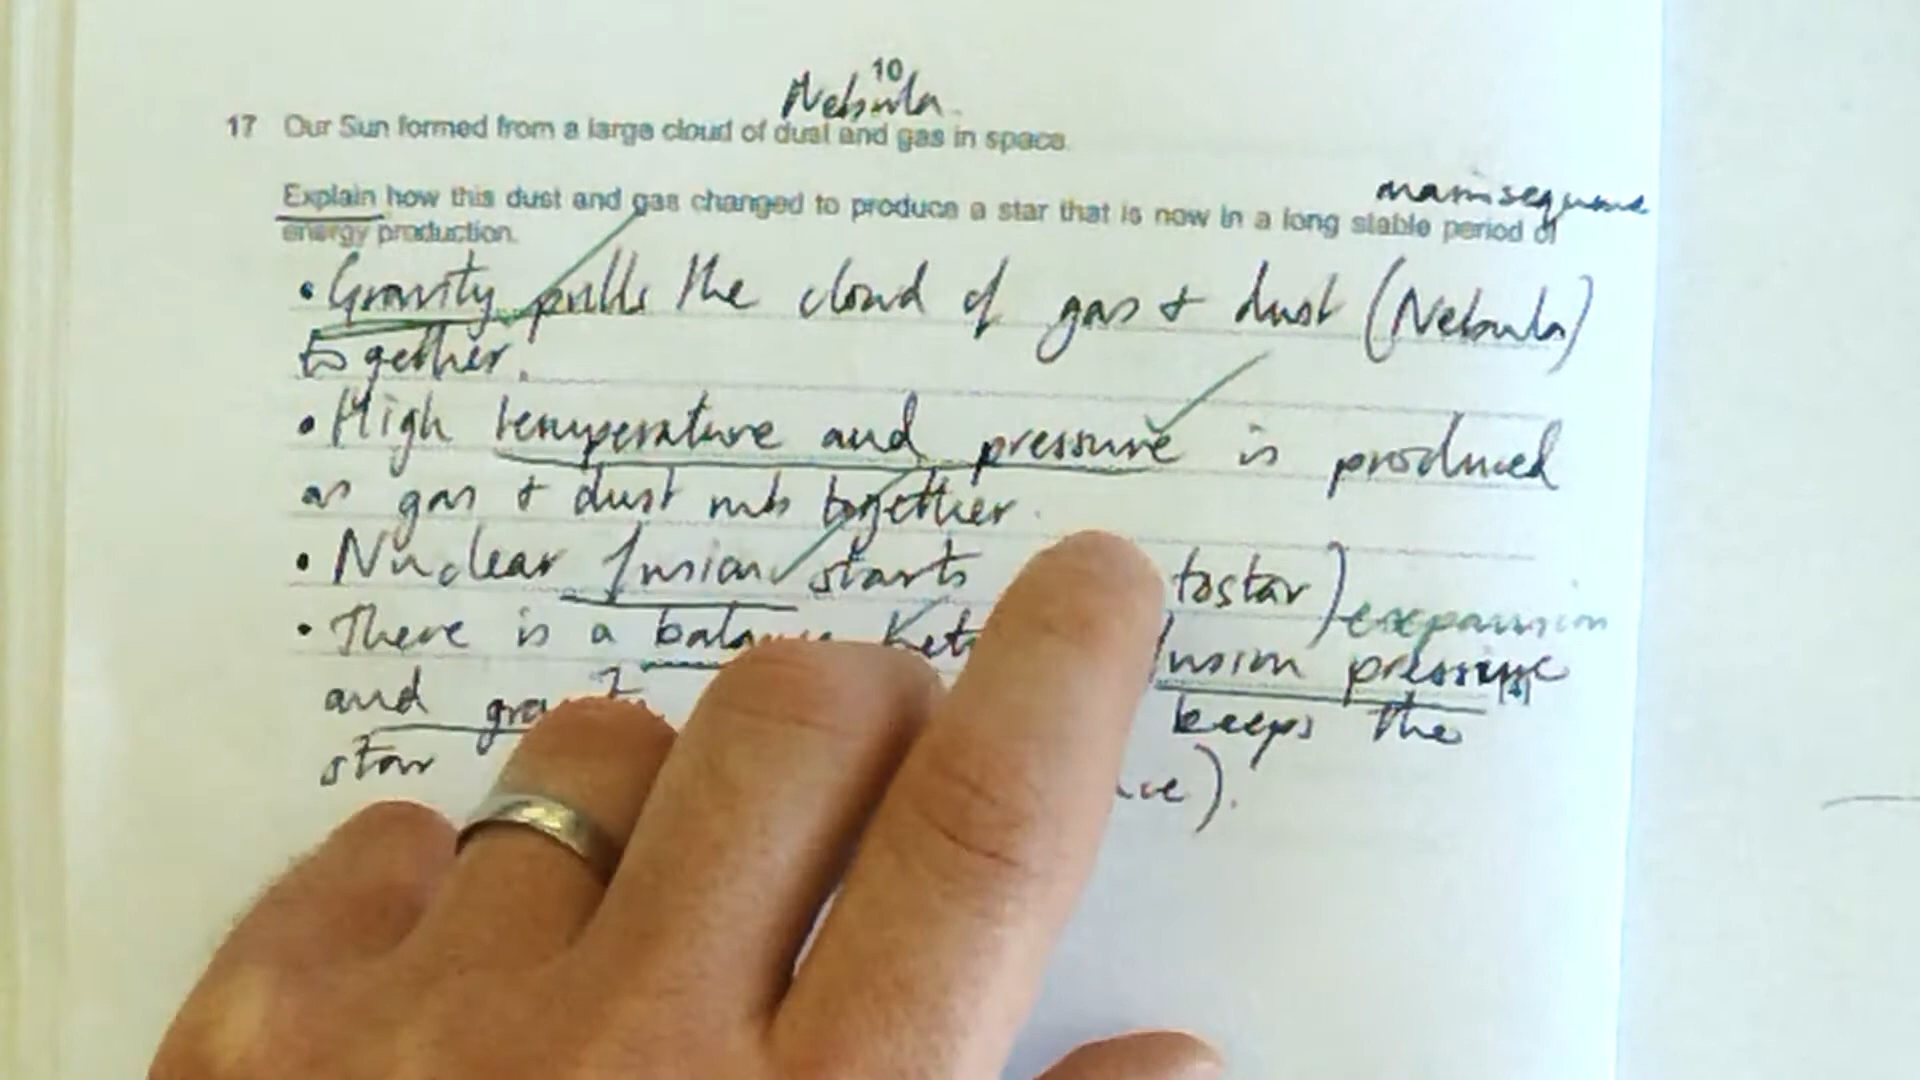 10
Nebula
17 Our Sun formed from a large cloud of dust and gas in space.
main sequence
Explain how this dust and gas changed to produce a star that is now in a long stable period of
energy production.
• Gravity pulls the cloud of gas + dust (Nebula)
together.
• High temperature and pressure is produced
as gas + dust rub together.
• Nuclear fusion starts tostar)
expansion
• There is a fusion pressure
[4]
and keeps the
star